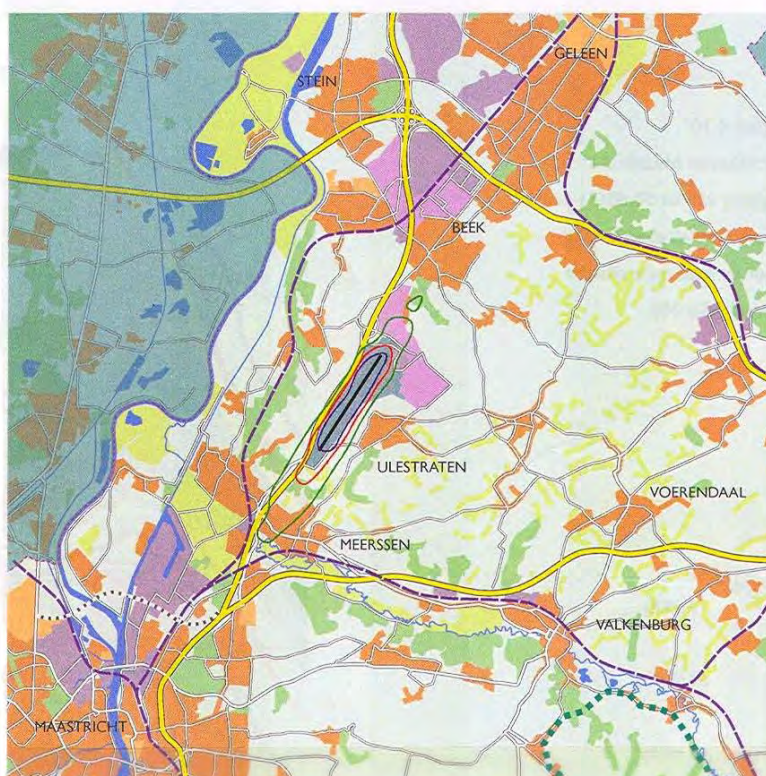 GELEEN
STEIN
BEEK
ULESTRATEN
VOERENDAAL
MEERSSEN
VALKENBURG
MAASTRICHT